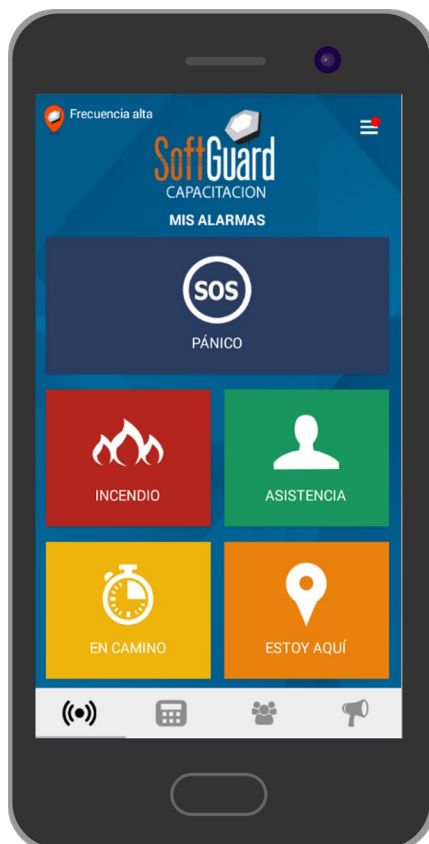 Frecuencia alta
SoftGuard
CAPACITACION
MIS ALARMAS
SOS
PÁNICO
INCENDIO
ASISTENCIA
EN CAMINO
ESTOY AQUÍ